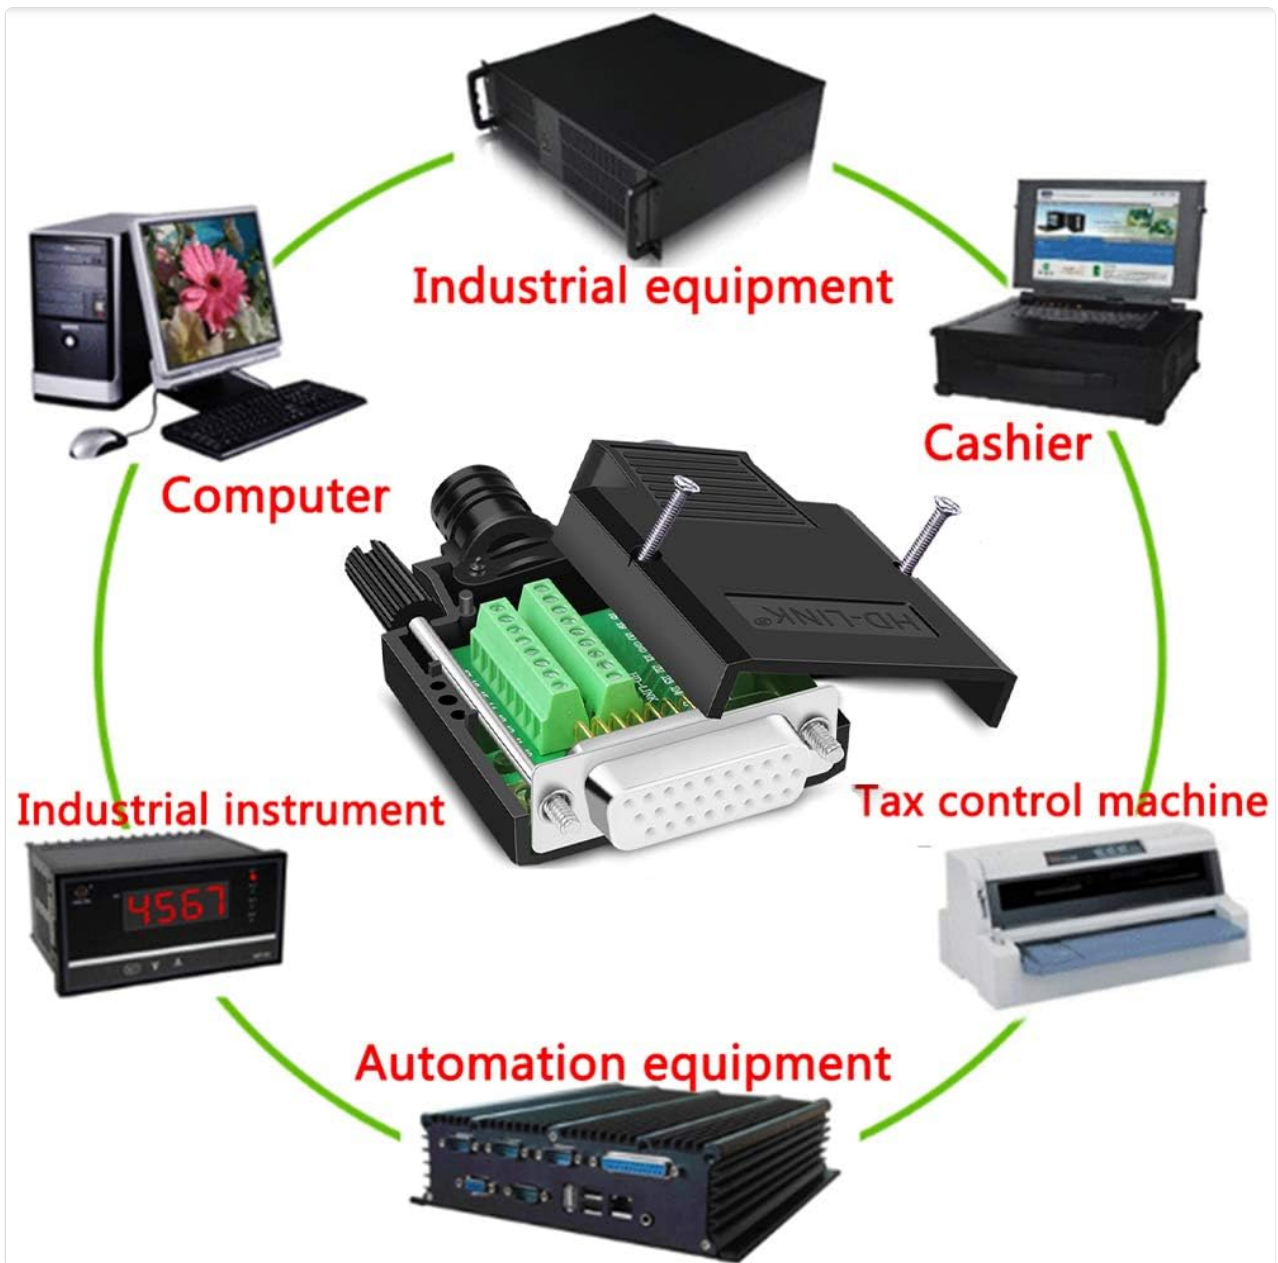 Industrial equipment
Computer
Cashier
HD-LINK®
Industrial instrument
Tax control machine
4567
Automation equipment